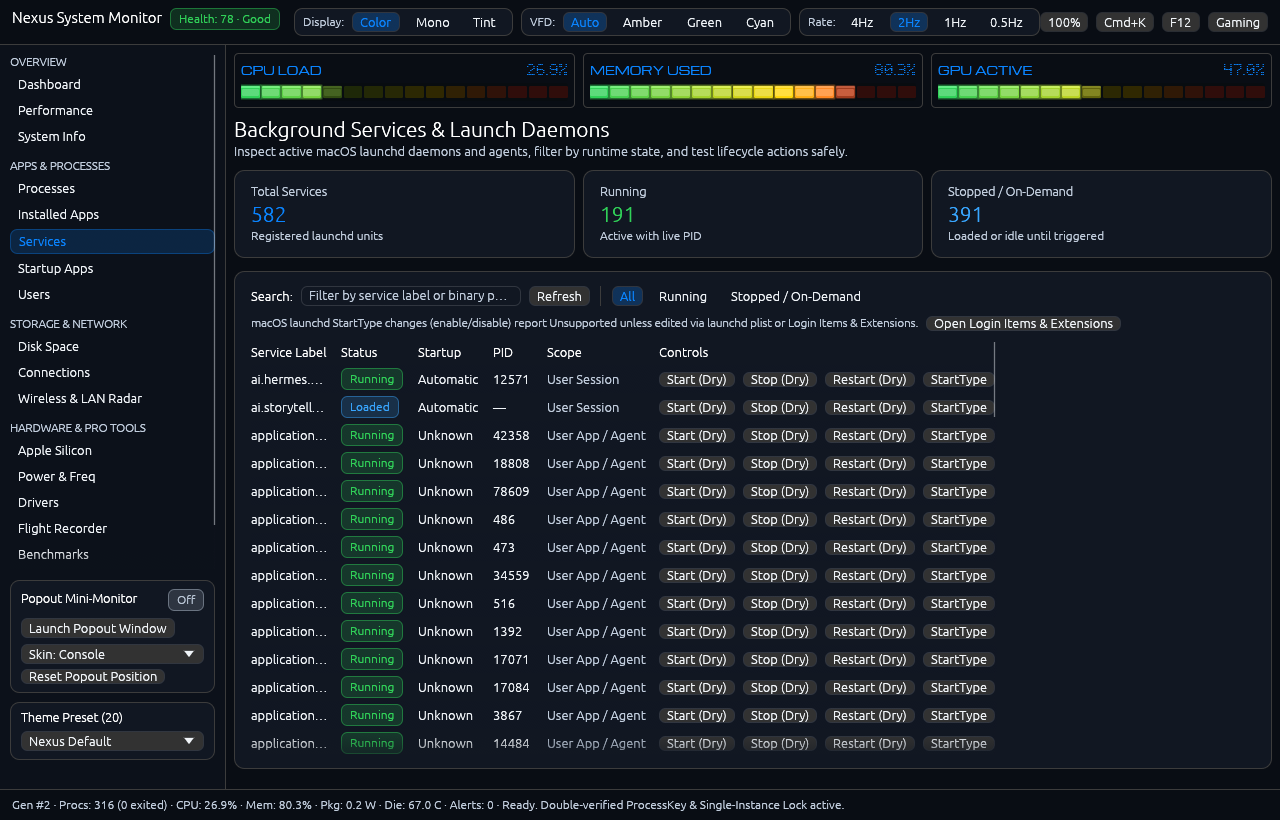 Nexus System Monitor Health: 78 · Good Display: Color Mono Tint VFD: Auto Amber Green Cyan Rate: 4Hz 2Hz 1Hz 0.5Hz 100% Cmd+K F12 Gaming
OVERVIEW
Dashboard
Performance
System Info
APPS & PROCESSES
Processes
Installed Apps
Services
Startup Apps
Users
STORAGE & NETWORK
Disk Space
Connections
Wireless & LAN Radar
HARDWARE & PRO TOOLS
Apple Silicon
Power & Freq
Drivers
Flight Recorder
Benchmarks
Popout Mini-Monitor Off
Launch Popout Window
Skin: Console
Reset Popout Position
Theme Preset (20)
Nexus Default
CPU LOAD 26.9% MEMORY USED 80.3% GPU ACTIVE 47.0%
Background Services & Launch Daemons
Inspect active macOS launchd daemons and agents, filter by runtime state, and test lifecycle actions safely.
Total Services
582
Registered launchd units
Running
191
Active with live PID
Stopped / On-Demand
391
Loaded or idle until triggered
Search: Filter by service label or binary p... Refresh All Running Stopped / On-Demand
macOS launchd StartType changes (enable/disable) report Unsupported unless edited via launchd plist or Login Items & Extensions. Open Login Items & Extensions
Service Label Status Startup PID Scope Controls
ai.hermes.... Running Automatic 12571 User Session Start (Dry) Stop (Dry) Restart (Dry) StartType
ai.storytell... Loaded Automatic — User Session Start (Dry) Stop (Dry) Restart (Dry) StartType
application... Running Unknown 42358 User App / Agent Start (Dry) Stop (Dry) Restart (Dry) StartType
application... Running Unknown 18808 User App / Agent Start (Dry) Stop (Dry) Restart (Dry) StartType
application... Running Unknown 78609 User App / Agent Start (Dry) Stop (Dry) Restart (Dry) StartType
application... Running Unknown 486 User App / Agent Start (Dry) Stop (Dry) Restart (Dry) StartType
application... Running Unknown 473 User App / Agent Start (Dry) Stop (Dry) Restart (Dry) StartType
application... Running Unknown 34559 User App / Agent Start (Dry) Stop (Dry) Restart (Dry) StartType
application... Running Unknown 516 User App / Agent Start (Dry) Stop (Dry) Restart (Dry) StartType
application... Running Unknown 1392 User App / Agent Start (Dry) Stop (Dry) Restart (Dry) StartType
application... Running Unknown 17071 User App / Agent Start (Dry) Stop (Dry) Restart (Dry) StartType
application... Running Unknown 17084 User App / Agent Start (Dry) Stop (Dry) Restart (Dry) StartType
application... Running Unknown 3867 User App / Agent Start (Dry) Stop (Dry) Restart (Dry) StartType
application... Running Unknown 14484 User App / Agent Start (Dry) Stop (Dry) Restart (Dry) StartType
Gen #2 · Procs: 316 (0 exited) · CPU: 26.9% · Mem: 80.3% · Pkg: 0.2 W · Die: 67.0 C · Alerts: 0 · Ready. Double-verified ProcessKey & Single-Instance Lock active.